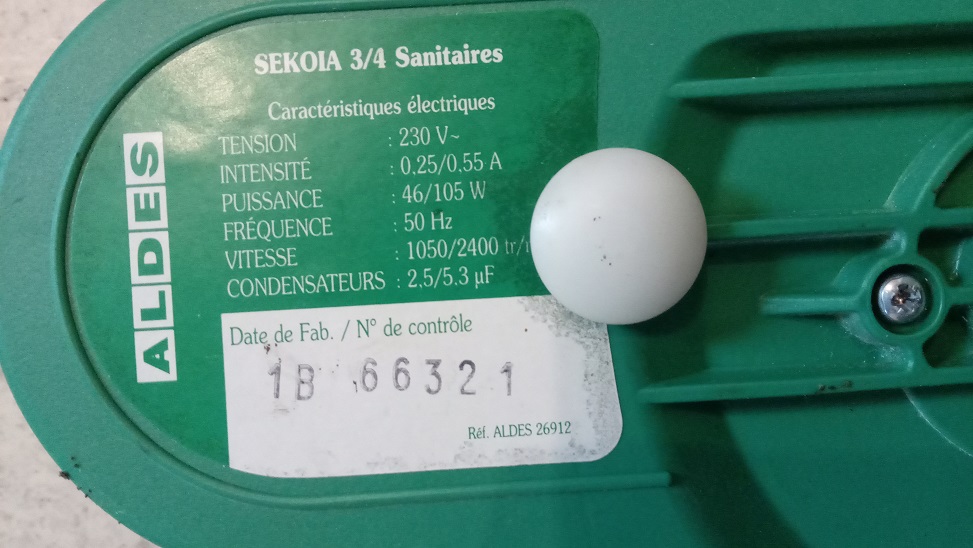 SEKOIA 3/4 Sanitaires
Caractéristiques électriques
TENSION : 230 V~
INTENSITÉ : 0,25/0,55 A
PUISSANCE : 46/105 W
FRÉQUENCE : 50 Hz
VITESSE : 1050/2400
CONDENSATEURS : 2,5/5,3 µF
ALDES
Date de Fab. / N° de contrôle
1B 66321
Réf. ALDES 26912